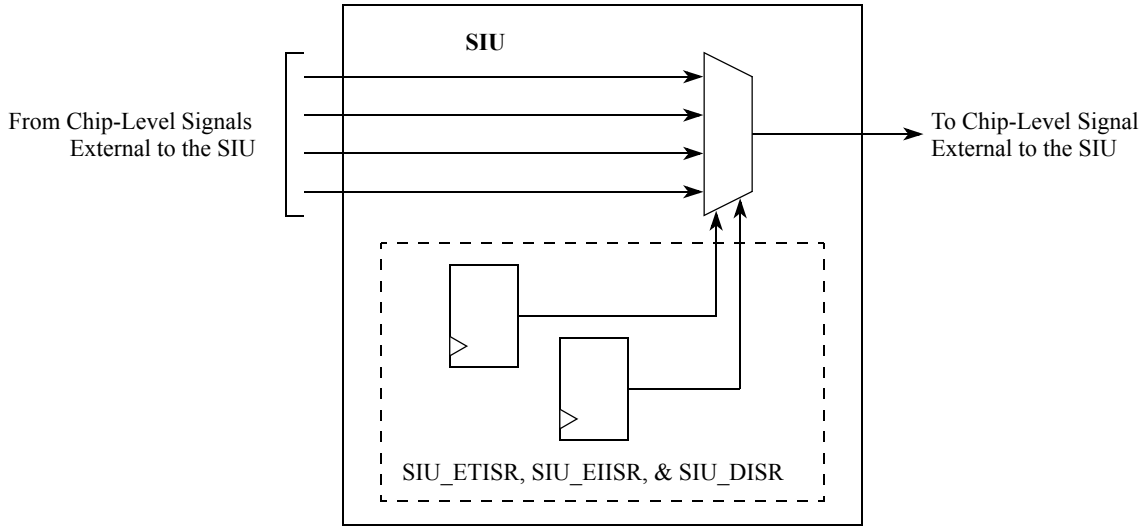 SIU
From Chip-Level Signals
External to the SIU
To Chip-Level Signal
External to the SIU
SIU_ETISR, SIU_EIISR, & SIU_DISR